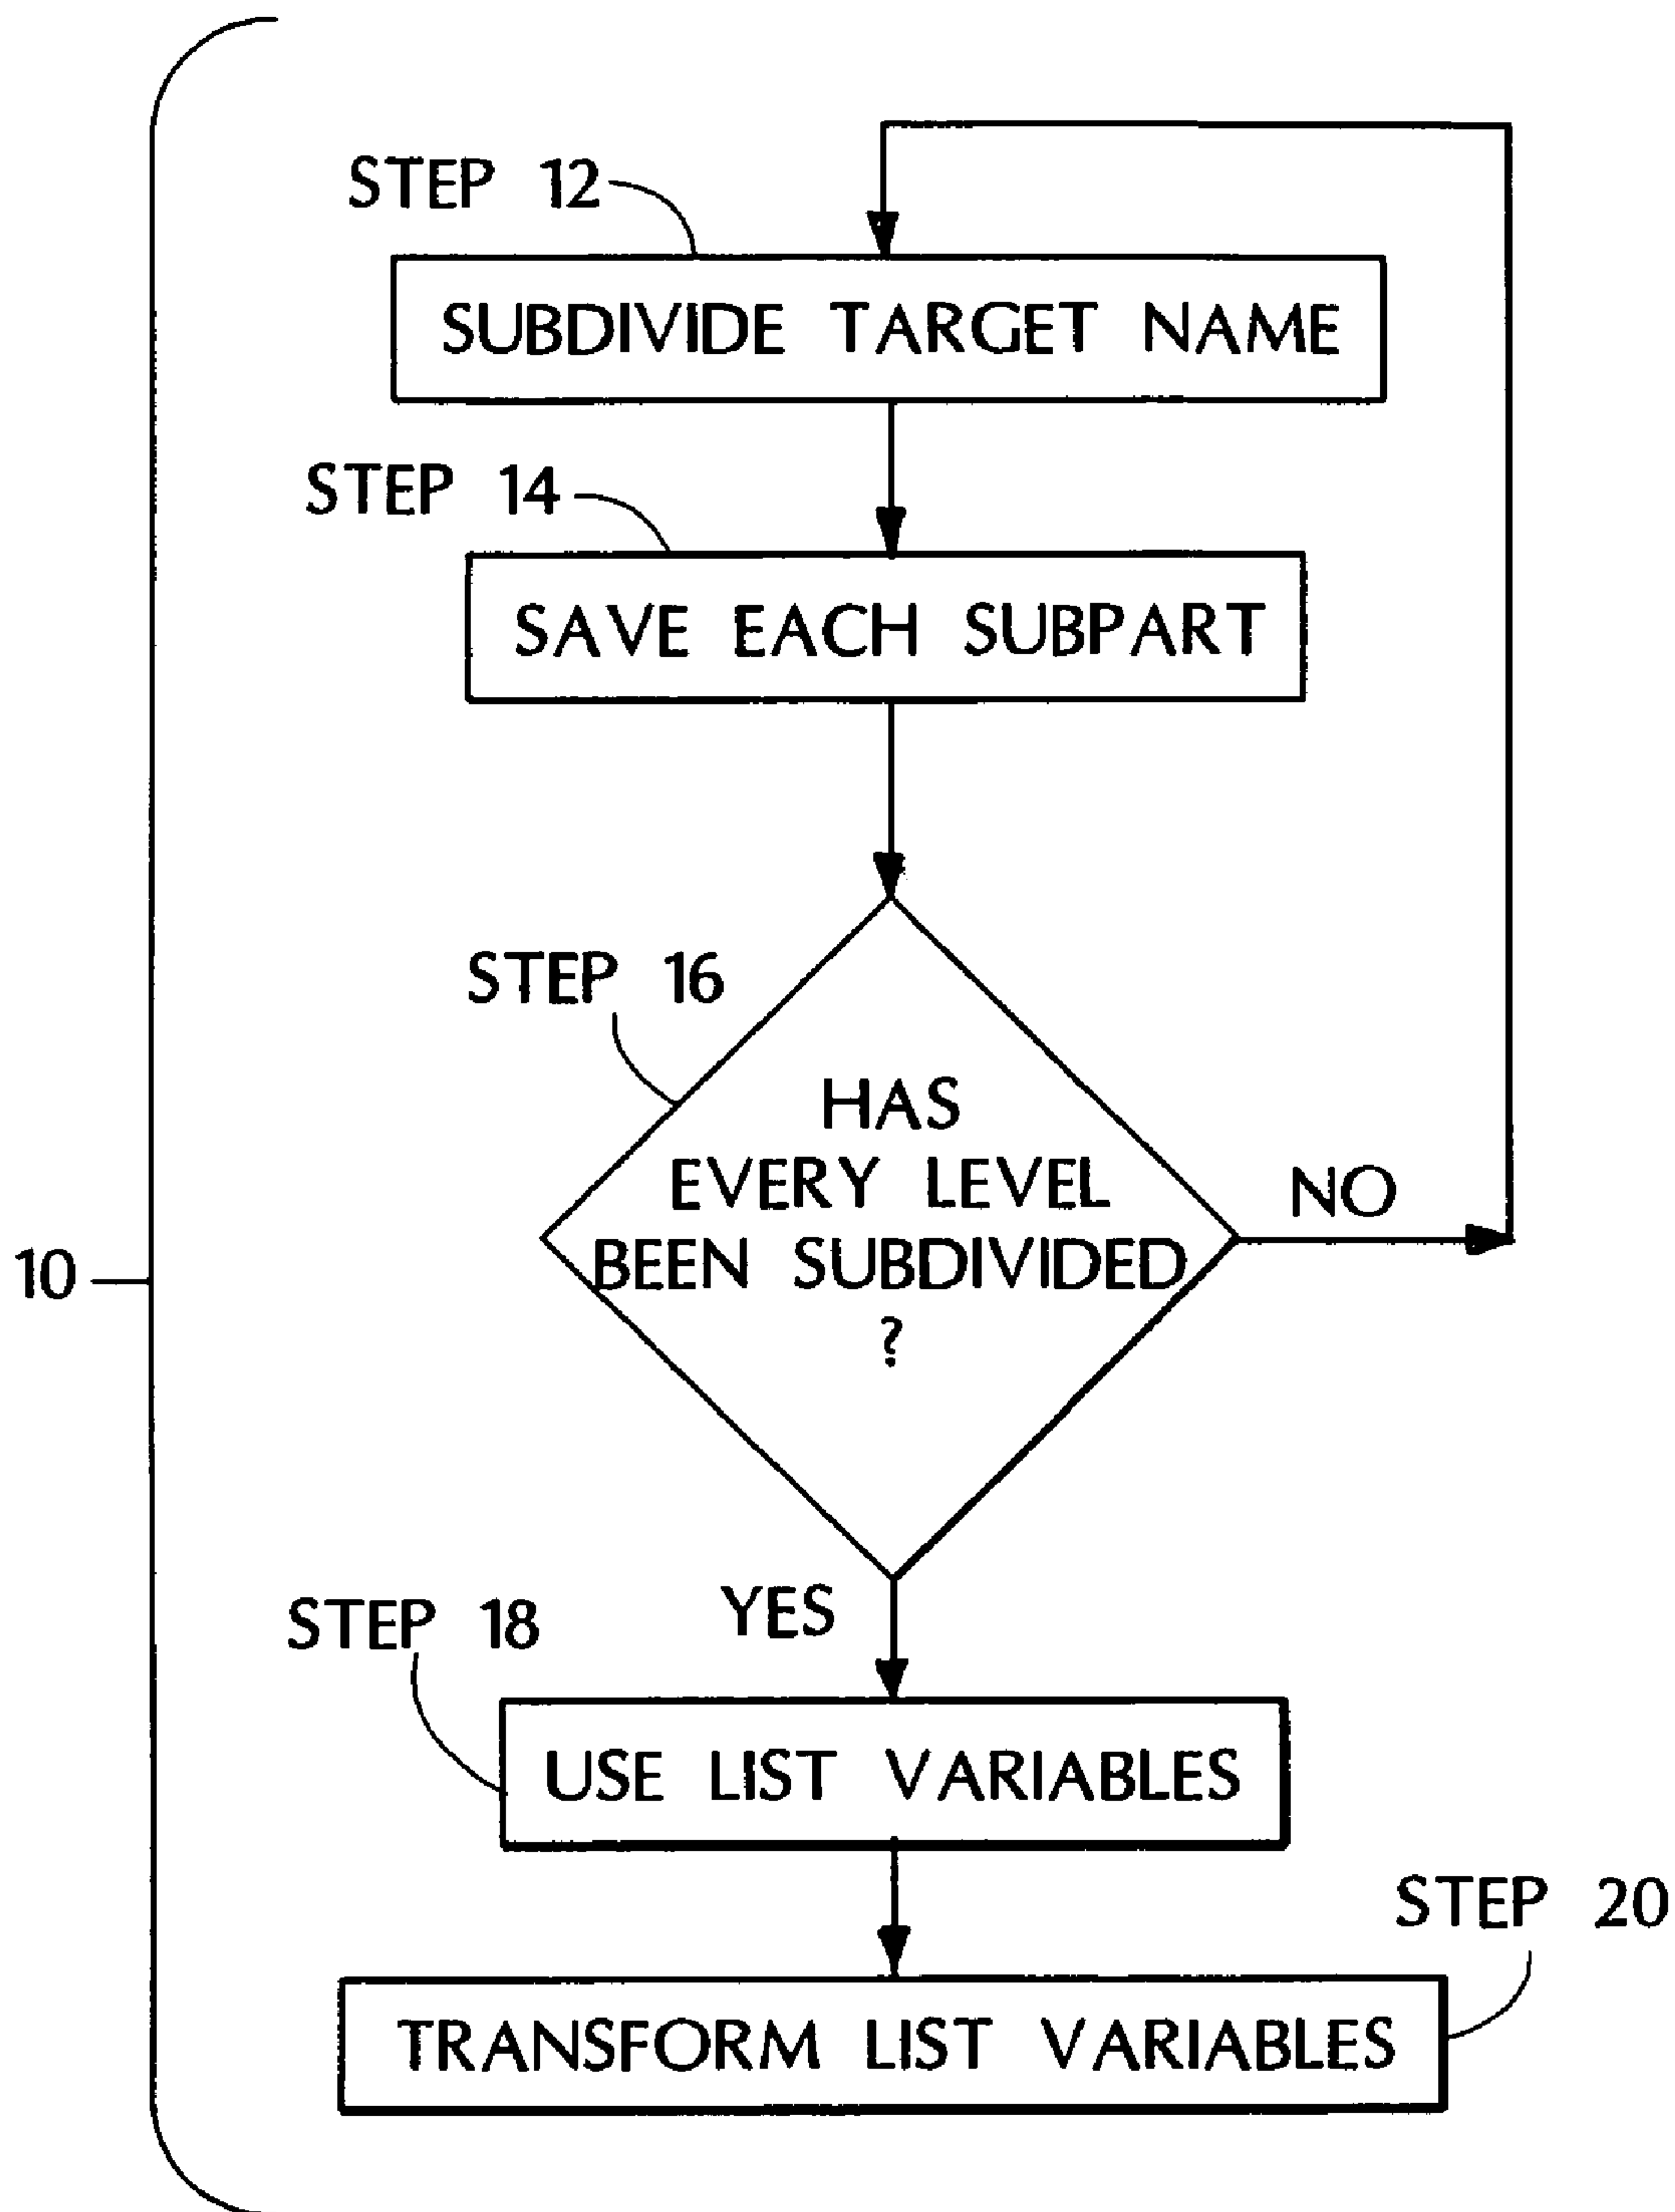 STEP 12
SUBDIVIDE TARGET NAME
STEP 14
SAVE EACH SUBPART
STEP 16
HAS
EVERY LEVEL
BEEN SUBDIVIDED
?
NO
10
YES
STEP 18
USE LIST VARIABLES
STEP 20
TRANSFORM LIST VARIABLES